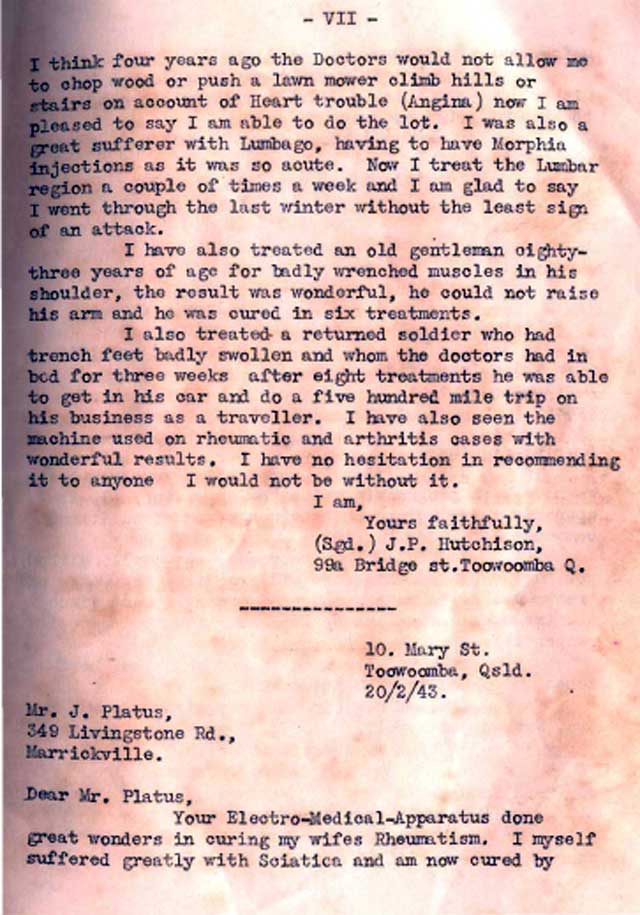 - VII -
I think four years ago the Doctors would not allow me
to chop wood or push a lawn mower climb hills or
stairs on account of Heart trouble (Angina) now I am
pleased to say I am able to do the lot. I was also a
great sufferer with Lumbago, having to have Morphia
injections as it was so acute. Now I treat the Lumbar
region a couple of times a week and I am glad to say
I went through the last winter without the least sign
of an attack.
I have also treated an old gentleman eighty-
three years of age for badly wrenched muscles in his
shoulder, the result was wonderful, he could not raise
his arm and he was cured in six treatments.
I also treated a returned soldier who had
trench feet badly swollen and whom the doctors had in
bed for three weeks after eight treatments he was able
to get in his car and do a five hundred mile trip on
his business as a traveller. I have also seen the
machine used on rheumatic and arthritis cases with
wonderful results. I have no hesitation in recommending
it to anyone I would not be without it.
I am,
Yours faithfully,
(Sgd.) J.P. Hutchison,
99a Bridge st.Toowoomba Q.
---------------
10. Mary St.
Toowoomba, Qsld.
20/2/43.
Mr. J. Platus,
349 Livingstone Rd.,
Marrickville.
Dear Mr. Platus,
Your Electro-Medical-Apparatus done
great wonders in curing my wifes Rheumatism. I myself
suffered greatly with Sciatica and am now cured by